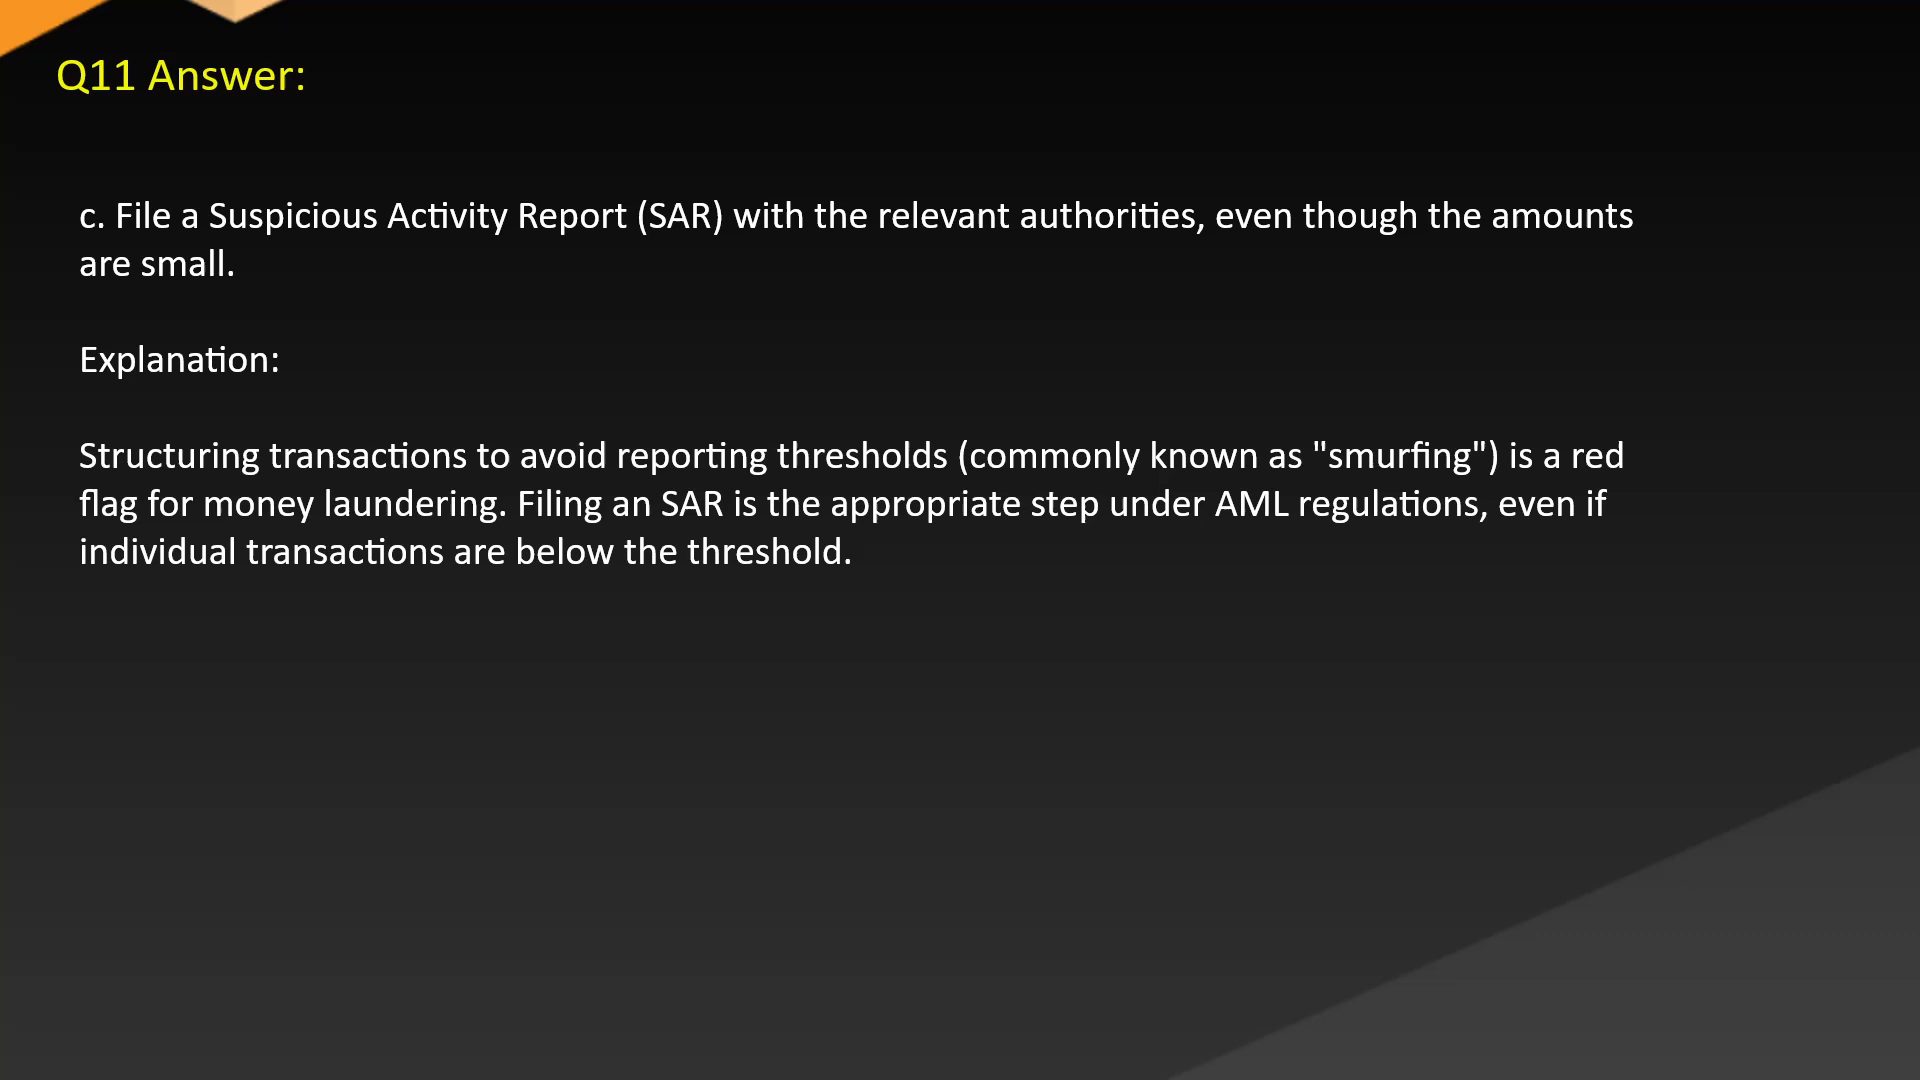 Q11 Answer:
c. File a Suspicious Activity Report (SAR) with the relevant authorities, even though the amounts
are small.
Explanation:
Structuring transactions to avoid reporting thresholds (commonly known as "smurfing") is a red
flag for money laundering. Filing an SAR is the appropriate step under AML regulations, even if
individual transactions are below the threshold.